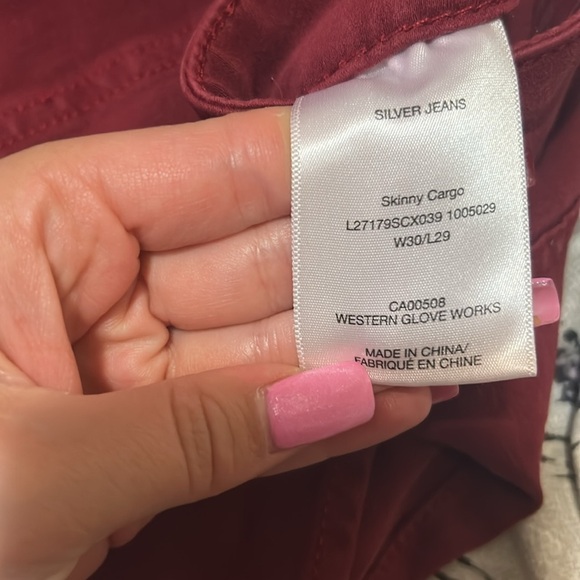 SILVER JEANS
Skinny Cargo
L27179SCX039 1005029
W30/L29
CA00508
WESTERN GLOVE WORKS
MADE IN CHINA/
FABRIQUÉ EN CHINE